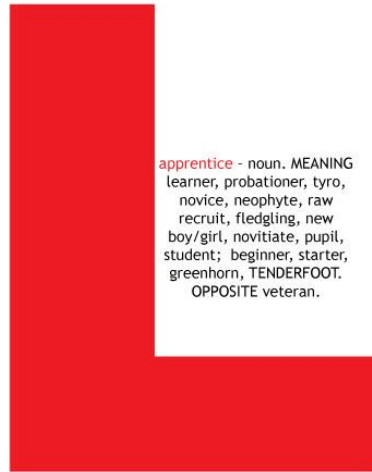 apprentice - noun. MEANING
learner, probationer, tyro,
novice, neophyte, raw
recruit, fledgling, new
boy/girl, novitiate, pupil,
student; beginner, starter,
greenhorn, TENDERFOOT.
OPPOSITE veteran.